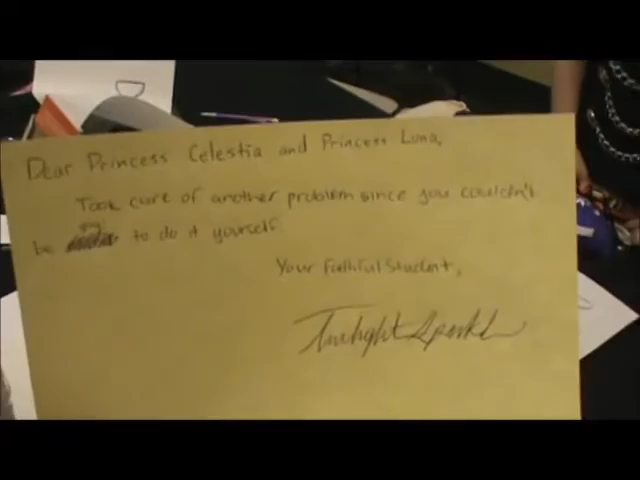 Dear Princess Celestia and Princess Luna,
Took care of another problem since you couldn't
be to do it yourself
Your Faithful Student,
Twilight Sparkle